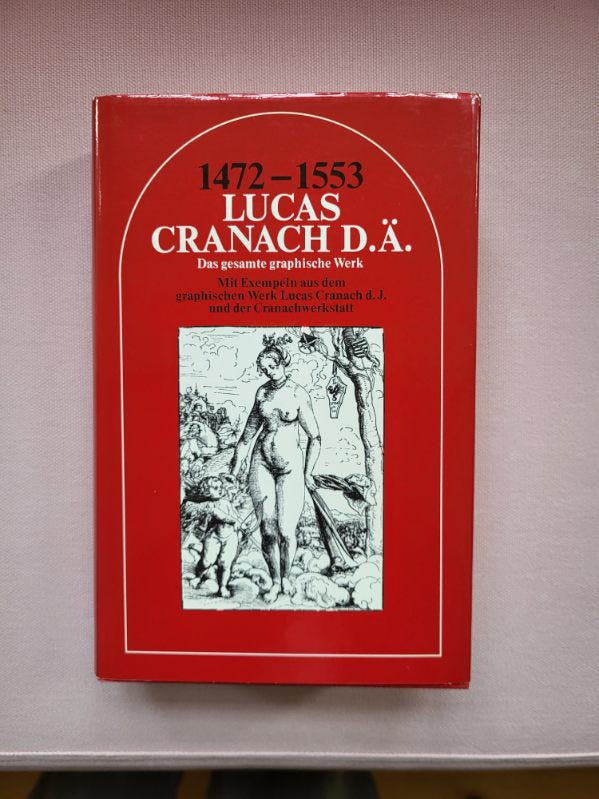 1472–1553
LUCAS
CRANACH D.Ä.
Das gesamte graphische Werk
Mit Exempeln aus dem
graphischen Werk Lucas Cranach d. J.
und der Cranachwerkstatt